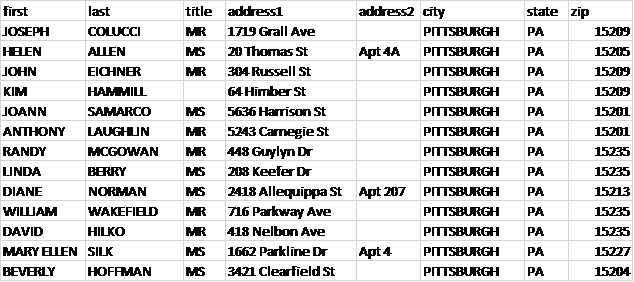 first last title address1 address2 city state zip
JOSEPH COLUCCI MR 1719 Grall Ave PITTSBURGH PA 15209
HELEN ALLEN MS 20 Thomas St Apt 4A PITTSBURGH PA 15205
JOHN EICHNER MR 304 Russell St PITTSBURGH PA 15209
KIM HAMMILL 64 Himber St PITTSBURGH PA 15209
JOANN SAMARCO MS 5636 Harrison St PITTSBURGH PA 15201
ANTHONY LAUGHLIN MR 5243 Carnegie St PITTSBURGH PA 15201
RANDY MCGOWAN MR 448 Guylyn Dr PITTSBURGH PA 15235
LINDA BERRY MS 208 Keefer Dr PITTSBURGH PA 15235
DIANE NORMAN MS 2418 Allequippa St Apt 207 PITTSBURGH PA 15213
WILLIAM WAKEFIELD MR 716 Parkway Ave PITTSBURGH PA 15235
DAVID HILKO MR 418 Nelbon Ave PITTSBURGH PA 15235
MARY ELLEN SILK MS 1662 Parkline Dr Apt 4 PITTSBURGH PA 15227
BEVERLY HOFFMAN MS 3421 Clearfield St PITTSBURGH PA 15204